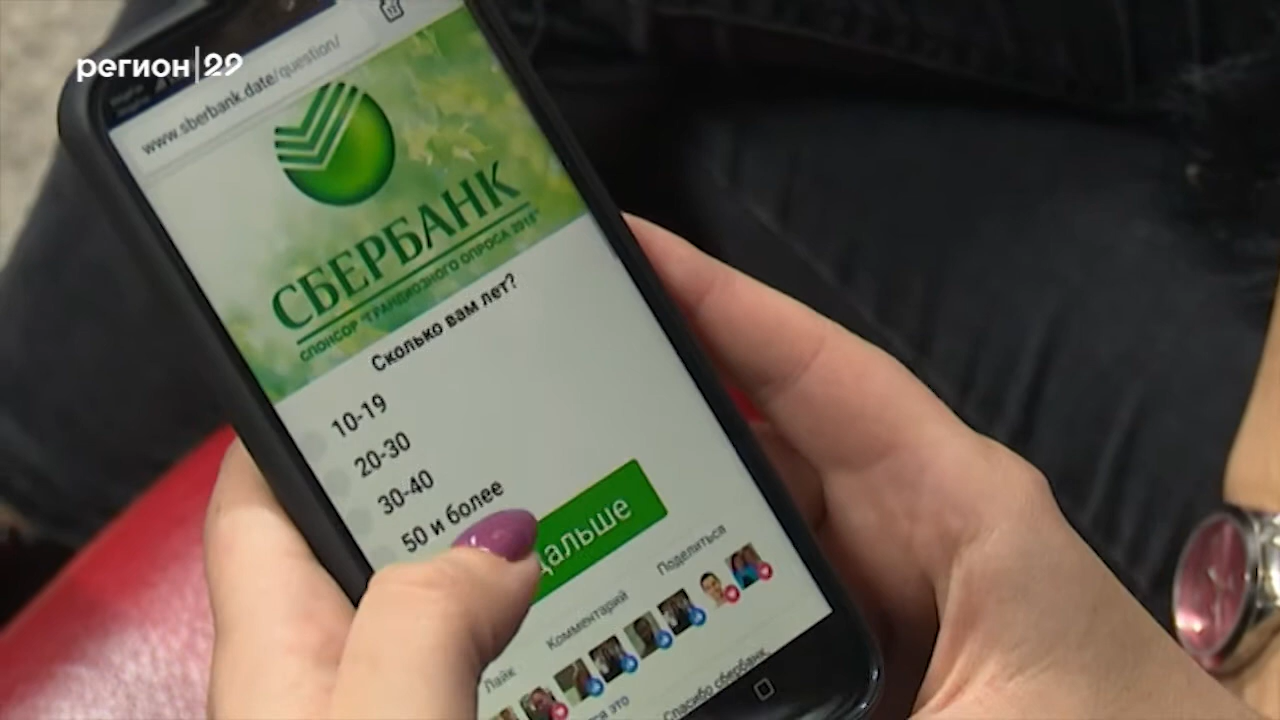 регион|29
12
www.sberbank.date/question/
СБЕРБАНК
СПОНСОР "ГРАНДИОЗНОГО ОПРОСА 2018"
Сколько вам лет?
10-19
20-30
30-40
50 и более
дальше
Лайк Комментарий Поделиться
Спасибо сбербанк